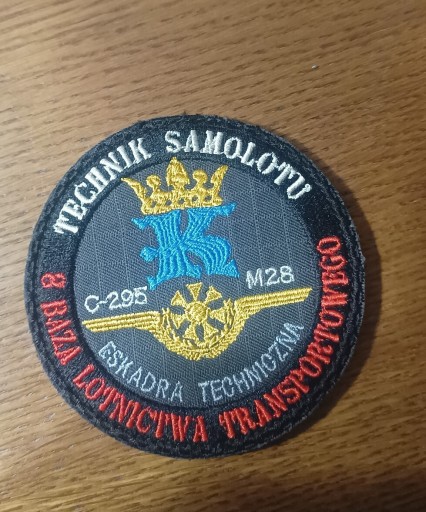 TECHNIK SAMOLOTU
K
C-295 M28
ESKADRA TECHNICZNA
8 BAZA LOTNICTWA TRANSPORTOWEGO